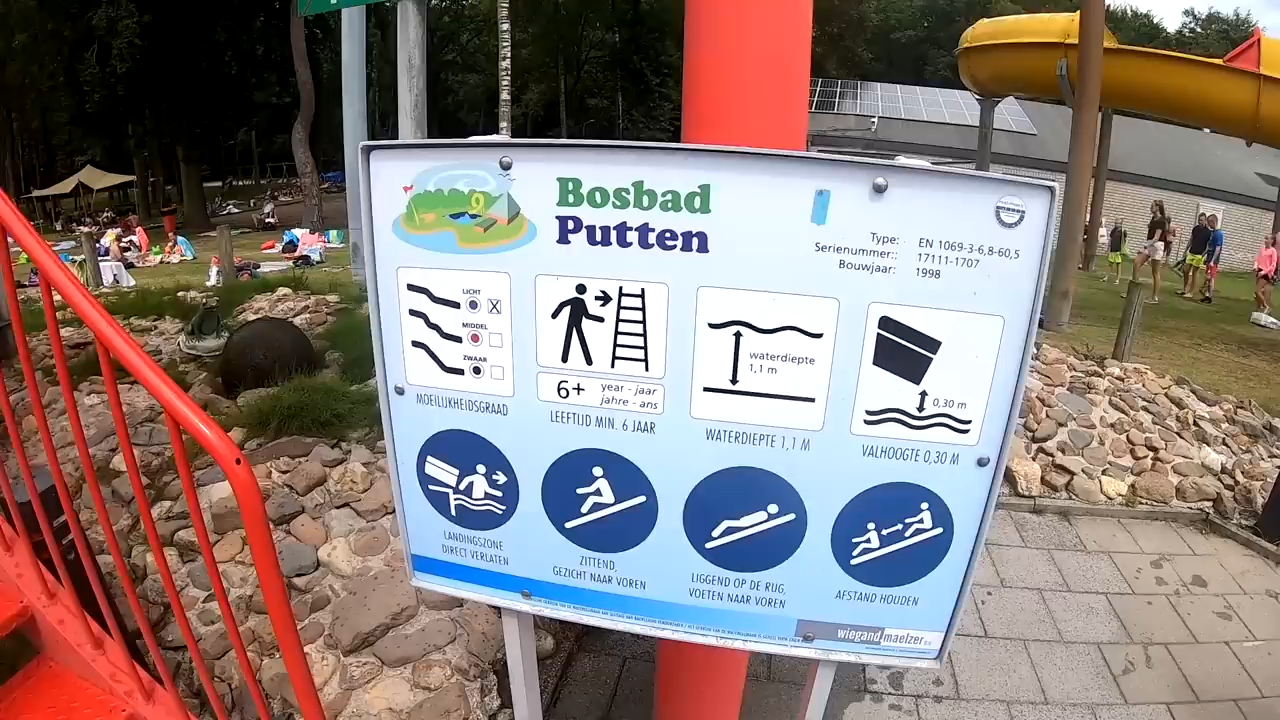 Bosbad
Putten
Type: EN 1069-3-6,8-60,5
Serienummer:: 17111-1707
Bouwjaar: 1998
LICHT
X
MIDDEL
ZWAAR
MOEILIJKHEIDSGRAAD
6+ year - jaar
jahre - ans
LEEFTIJD MIN. 6 JAAR
waterdiepte
1,1 m
WATERDIEPTE 1,1 M
0,30 m
VALHOOGTE 0,30 M
LANDINGSZONE
DIRECT VERLATEN
ZITTEND,
GEZICHT NAAR VOREN
LIGGEND OP DE RUG,
VOETEN NAAR VOREN
AFSTAND HOUDEN
wiegand maelzer